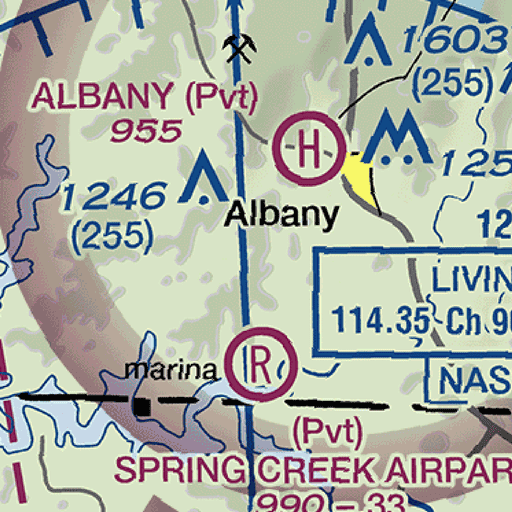 1603
(255)
ALBANY (Pvt)
955
H
125
1246
(255)
Albany
12
LIVIN
114.35 Ch 9
marina
R
NAS
(Pvt)
SPRING CREEK AIRPAR
990 - 33